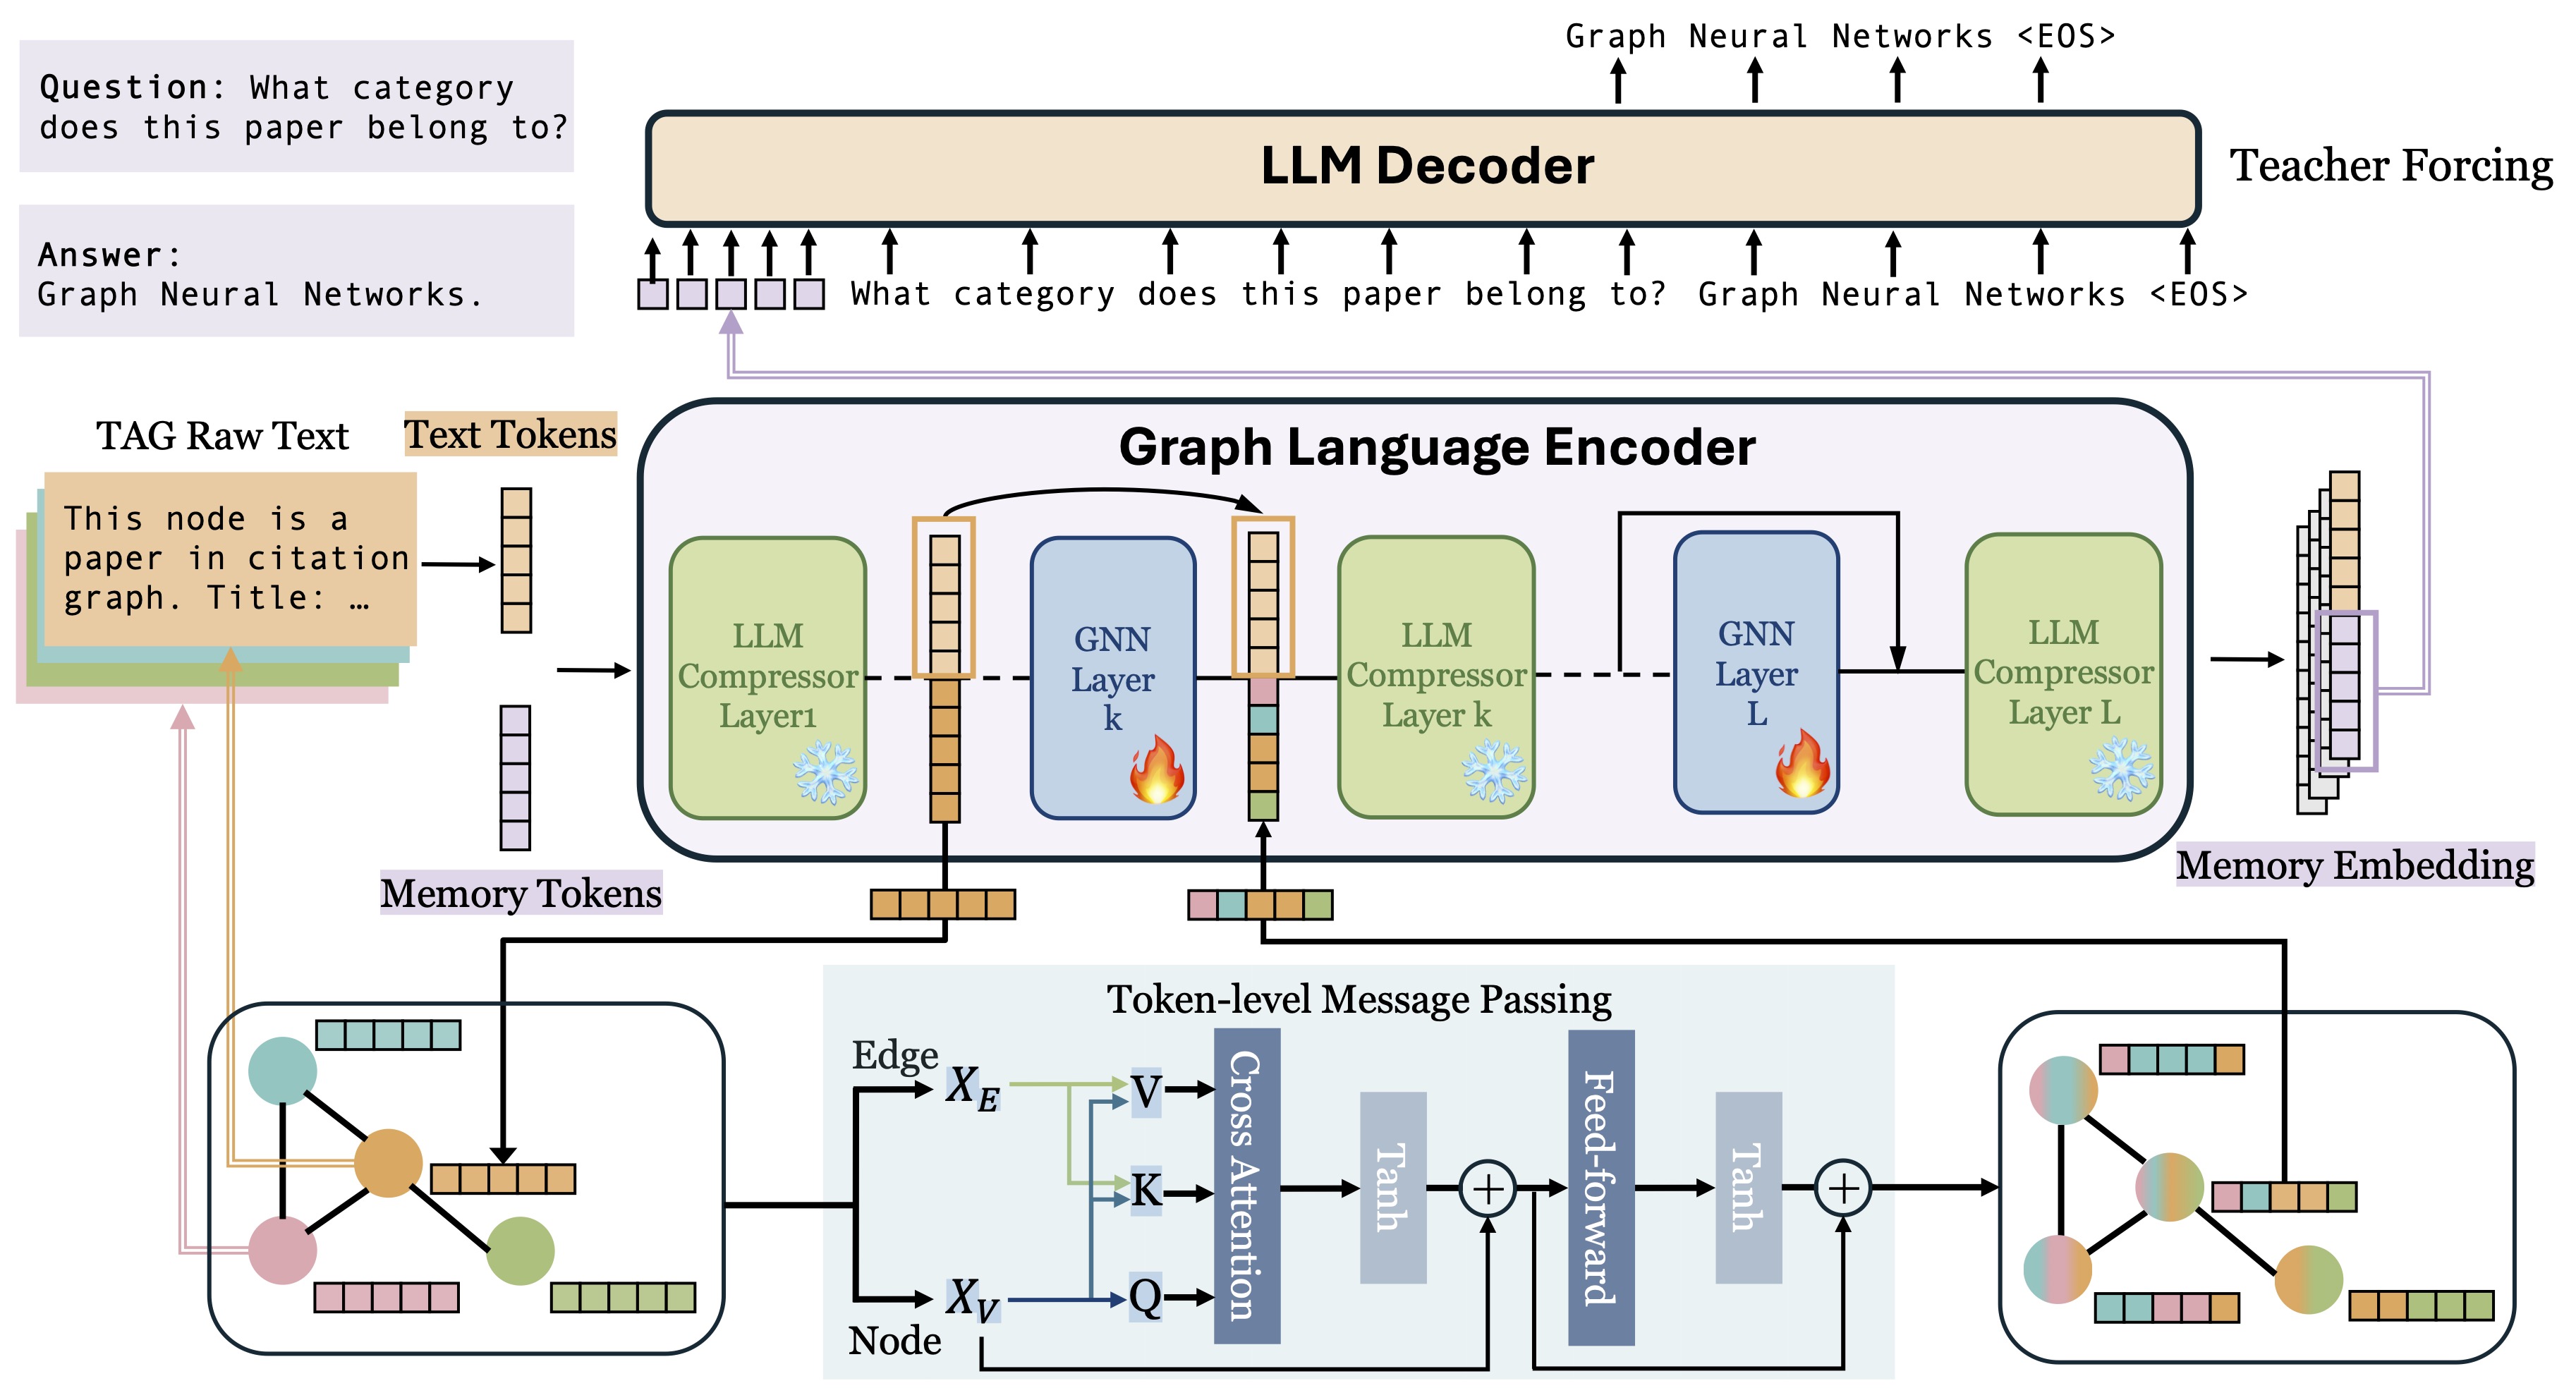 Graph Neural Networks <EOS>
Question: What category
does this paper belong to?
LLM Decoder
Teacher Forcing
Answer:
Graph Neural Networks.
What category does this paper belong to? Graph Neural Networks <EOS>
TAG Raw Text
Text Tokens
Graph Language Encoder
This node is a
paper in citation
graph. Title: …
LLM
Compressor
Layer1
GNN
Layer
k
LLM
Compressor
Layer k
GNN
Layer
L
LLM
Compressor
Layer L
Memory Tokens
Memory Embedding
Token-level Message Passing
Edge
X_E
V
K
Q
X_V
Node
Cross Attention
Tanh
+
Feed-forward
Tanh
+